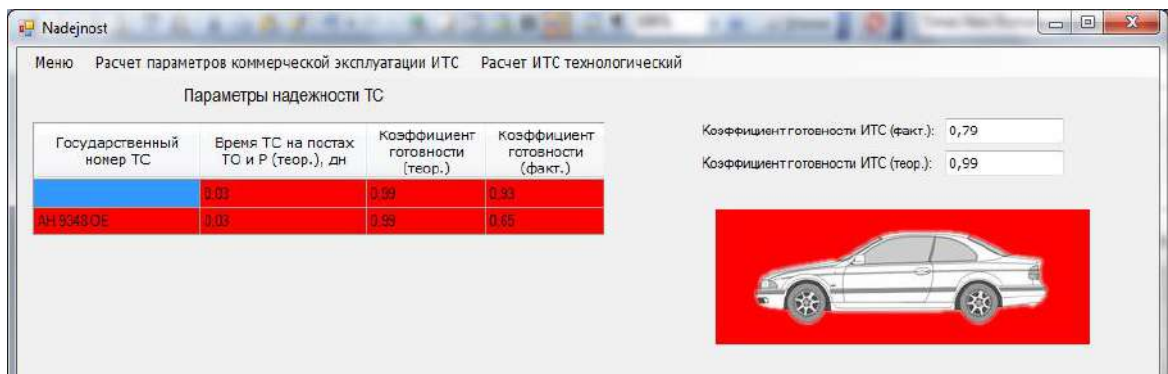 Nadejnost
Меню Расчет параметров коммерческой эксплуатации ИТС Расчет ИТС технологический
Параметры надежности ТС
Государственный
номер ТС
Время ТС на постах
ТО и Р (теор.), дн
Коэффициент
готовности
(теор.)
Коэффициент
готовности
(факт.)
0.03 0,99 0,93
АН 9348 ОЕ 0.03 0,99 0,65
Коэффициент готовности ИТС (факт.): 0,79
Коэффициент готовности ИТС (теор.): 0,99